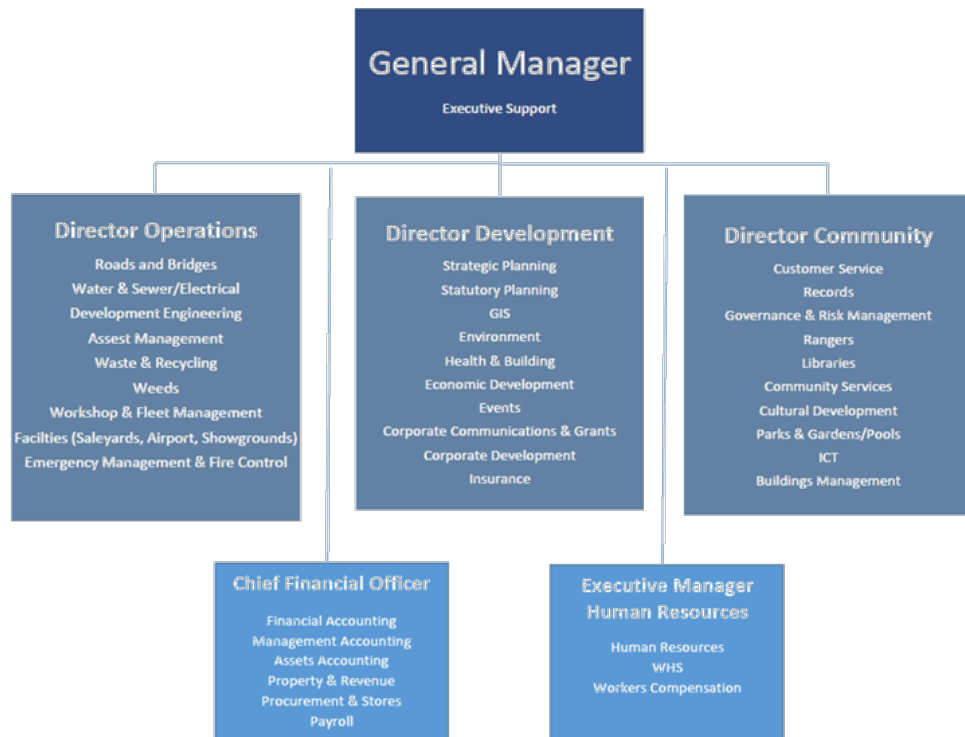 General Manager
Executive Support
Director Operations
Roads and Bridges
Water & Sewer/Electrical
Development Engineering
Assest Management
Waste & Recycling
Weeds
Workshop & Fleet Management
Facilties (Saleyards, Airport, Showgrounds)
Emergency Management & Fire Control
Director Development
Strategic Planning
Statutory Planning
GIS
Environment
Health & Building
Economic Development
Events
Corporate Communications & Grants
Corporate Development
Insurance
Director Community
Customer Service
Records
Governance & Risk Management
Rangers
Libraries
Community Services
Cultural Development
Parks & Gardens/Pools
ICT
Buildings Management
Chief Financial Officer
Financial Accounting
Management Accounting
Assets Accounting
Property & Revenue
Procurement & Stores
Payroll
Executive Manager
Human Resources
Human Resources
WHS
Workers Compensation